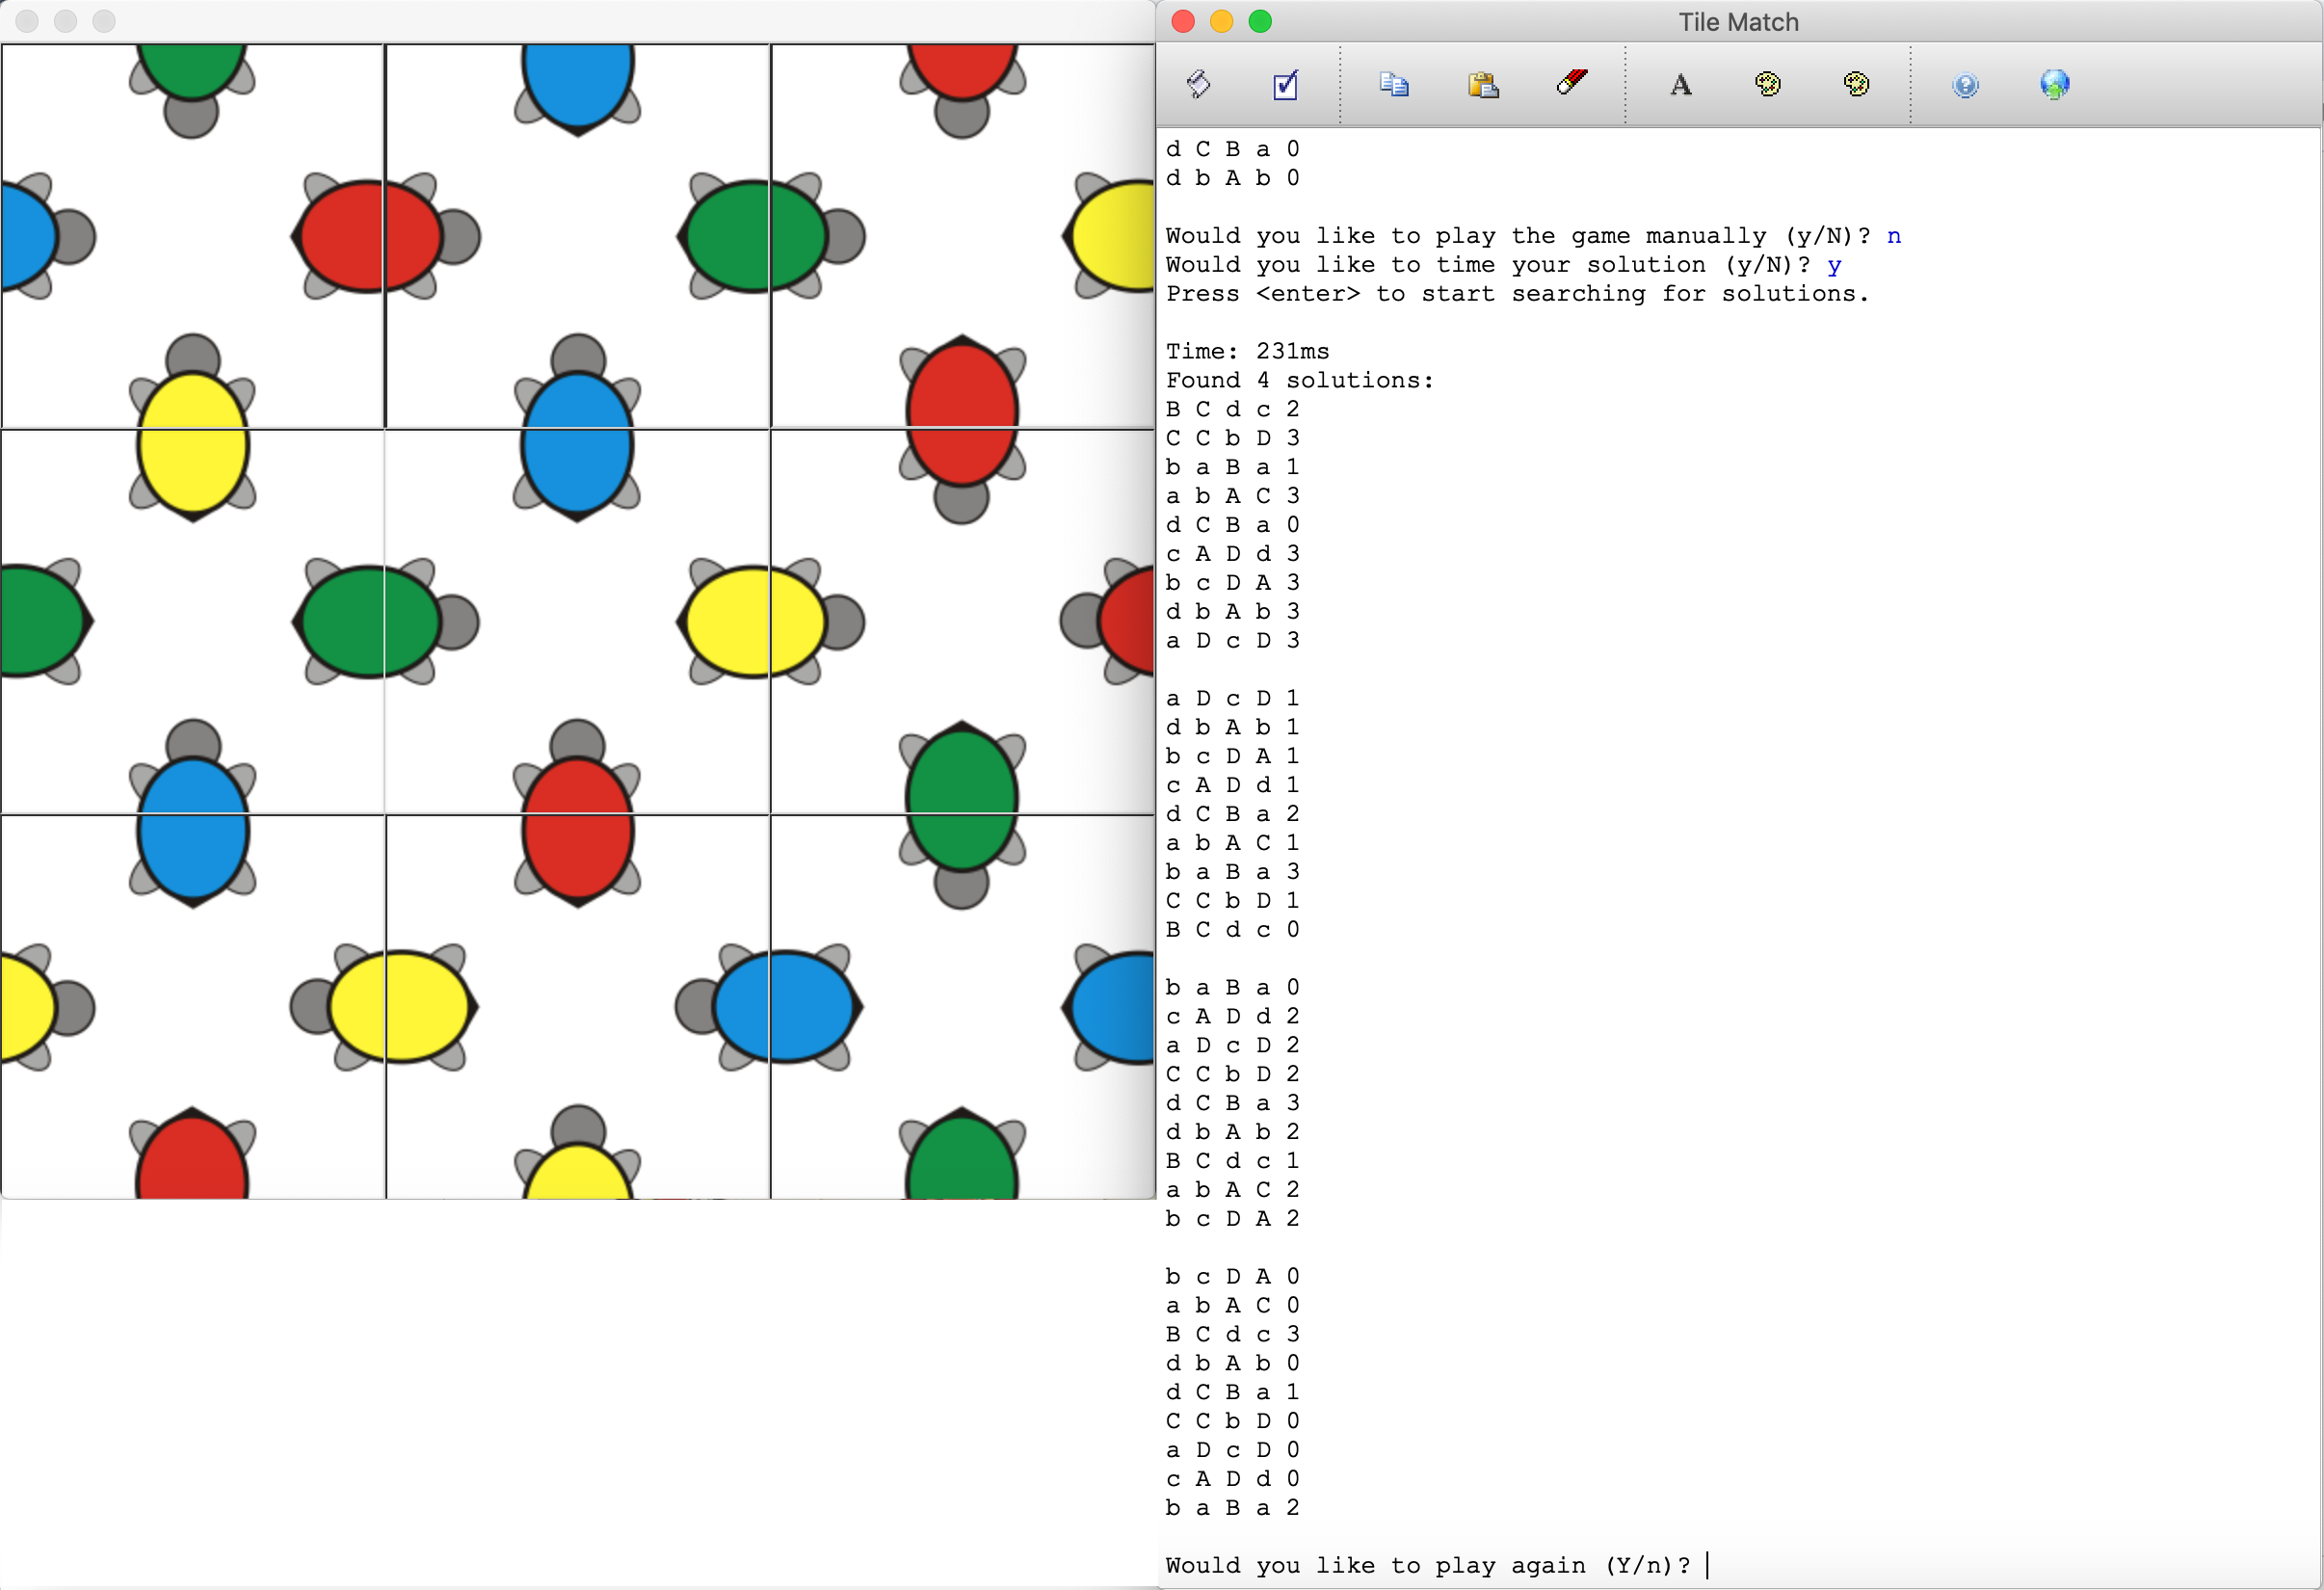 Tile Match
A
d C B a 0
d b A b 0
Would you like to play the game manually (y/N)? n
Would you like to time your solution (y/N)? y
Press <enter> to start searching for solutions.
Time: 231ms
Found 4 solutions:
B C d c 2
C C b D 3
b a B a 1
a b A C 3
d C B a 0
c A D d 3
b c D A 3
d b A b 3
a D c D 3
a D c D 1
d b A b 1
b c D A 1
c A D d 1
d C B a 2
a b A C 1
b a B a 3
C C b D 1
B C d c 0
b a B a 0
c A D d 2
a D c D 2
C C b D 2
d C B a 3
d b A b 2
B C d c 1
a b A C 2
b c D A 2
b c D A 0
a b A C 0
B C d c 3
d b A b 0
d C B a 1
C C b D 0
a D c D 0
c A D d 0
b a B a 2
Would you like to play again (Y/n)?